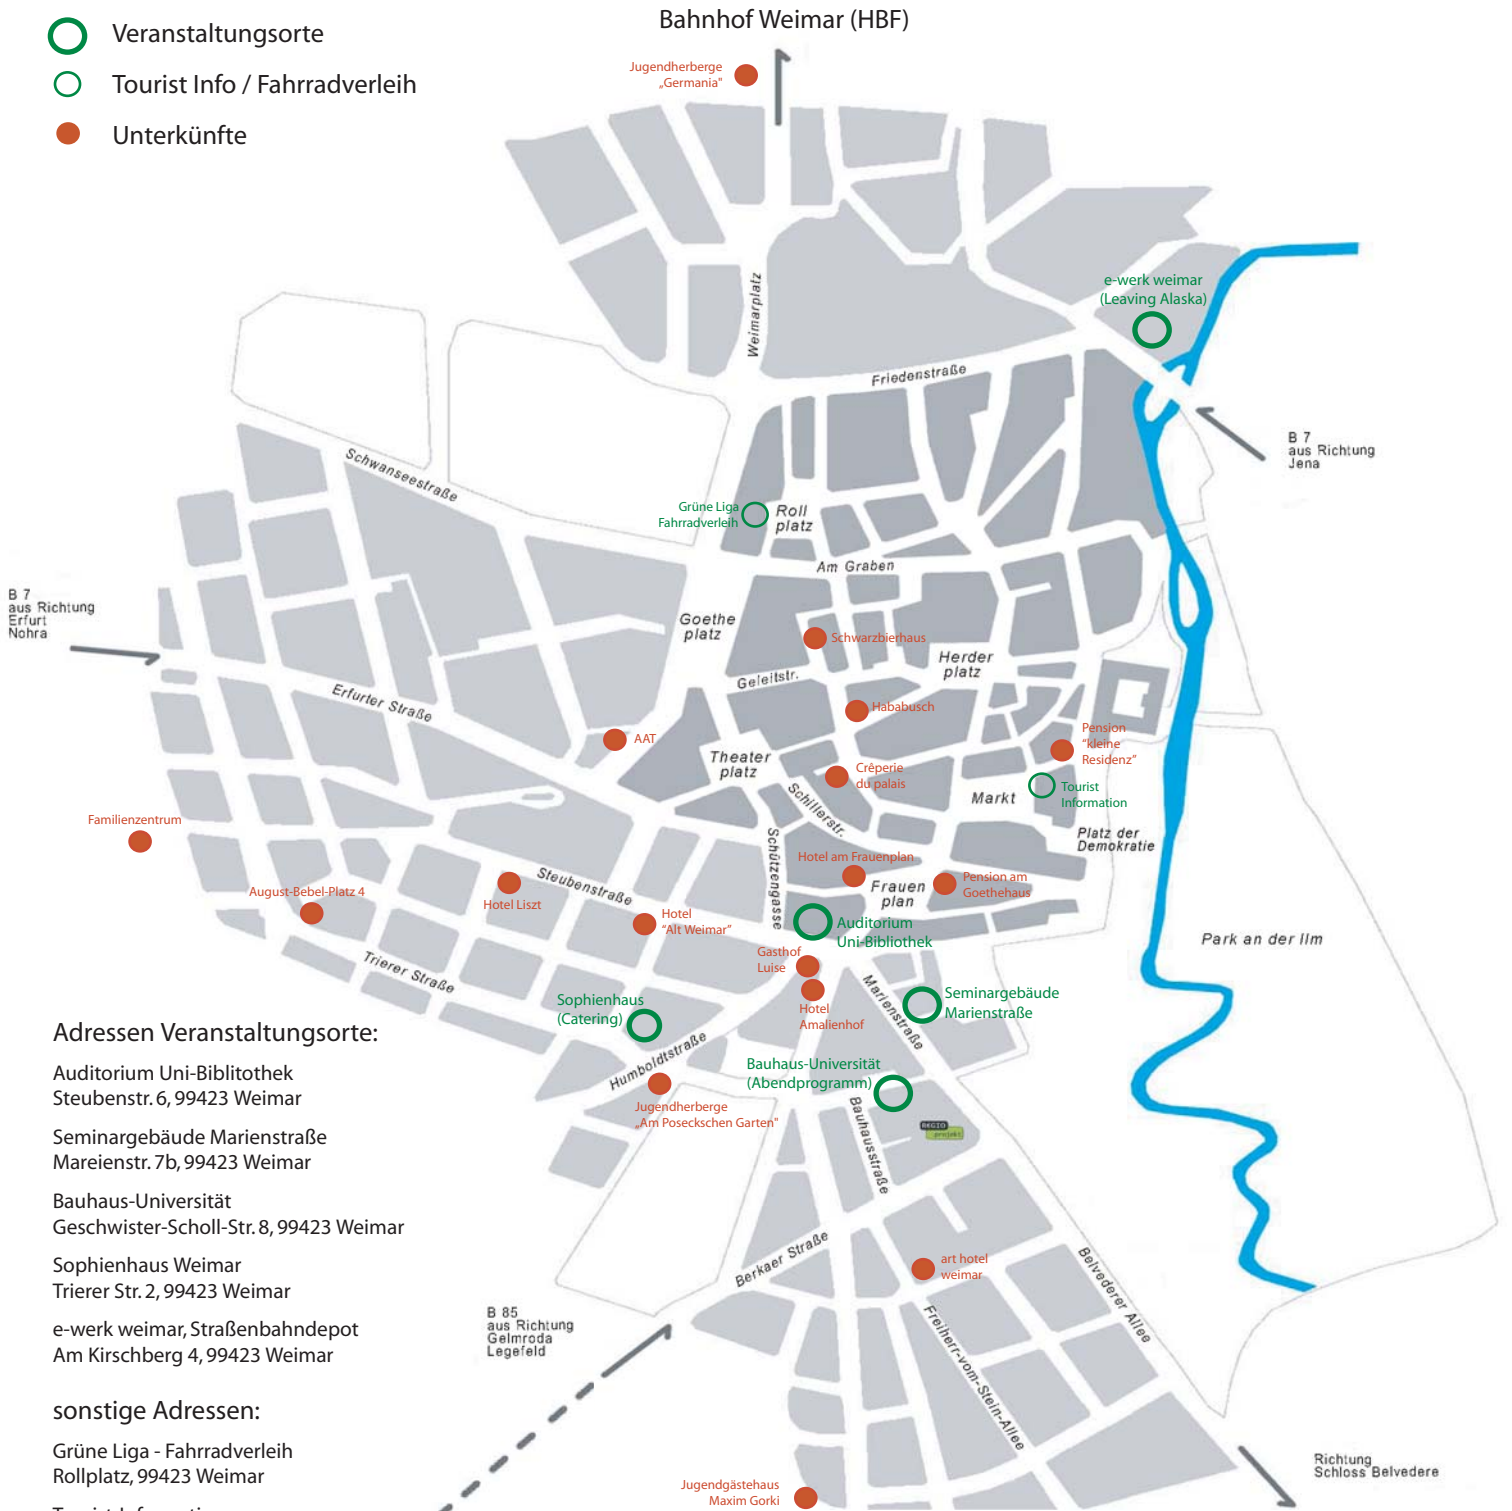 Veranstaltungsorte
Tourist Info / Fahrradverleih
Unterkünfte
Bahnhof Weimar (HBF)
Jugendherberge
„Germania"
Weimarplatz
e-werk weimar
(Leaving Alaska)
Friedenstraße
B 7
aus Richtung
Jena
Schwanseestraße
Grüne Liga
Fahrradverleih
Roll
platz
Am Graben
B 7
aus Richtung
Erfurt
Nohra
Goethe
platz
Schwarzbierhaus
Herder
platz
Geleitstr.
Erfurter Straße
Hababusch
AAT
Pension
"kleine
Residenz"
Theater
platz
Crêperie
du palais
Schillerstr.
Markt
Tourist
Information
Platz der
Demokratie
Familienzentrum
Schützengasse
Hotel am Frauenplan
August-Bebel-Platz 4
Hotel Liszt
Steubenstraße
Frauen
plan
Pension am
Goethehaus
Hotel
"Alt Weimar"
Auditorium
Uni-Bibliothek
Park an der Ilm
Gasthof
Luise
Trierer Straße
Hotel
Amalienhof
Marienstraße
Seminargebäude
Marienstraße
Sophienhaus
(Catering)
Humboldtstraße
Bauhaus-Universität
(Abendprogramm)
Jugendherberge
„Am Poseckschen Garten"
Bauhausstraße
REGIO
projekt
Adressen Veranstaltungsorte:
Auditorium Uni-Biblitothek
Steubenstr. 6, 99423 Weimar
Seminargebäude Marienstraße
Mareienstr. 7b, 99423 Weimar
Bauhaus-Universität
Geschwister-Scholl-Str. 8, 99423 Weimar
Sophienhaus Weimar
Trierer Str. 2, 99423 Weimar
e-werk weimar, Straßenbahndepot
Am Kirschberg 4, 99423 Weimar
sonstige Adressen:
Grüne Liga - Fahrradverleih
Rollplatz, 99423 Weimar
Berkaer Straße
art hotel
weimar
Belvederer Allee
B 85
aus Richtung
Gelmroda
Legefeld
Freiherr-vom-Stein-Allee
Jugendgästehaus
Maxim Gorki
Richtung
Schloss Belvedere